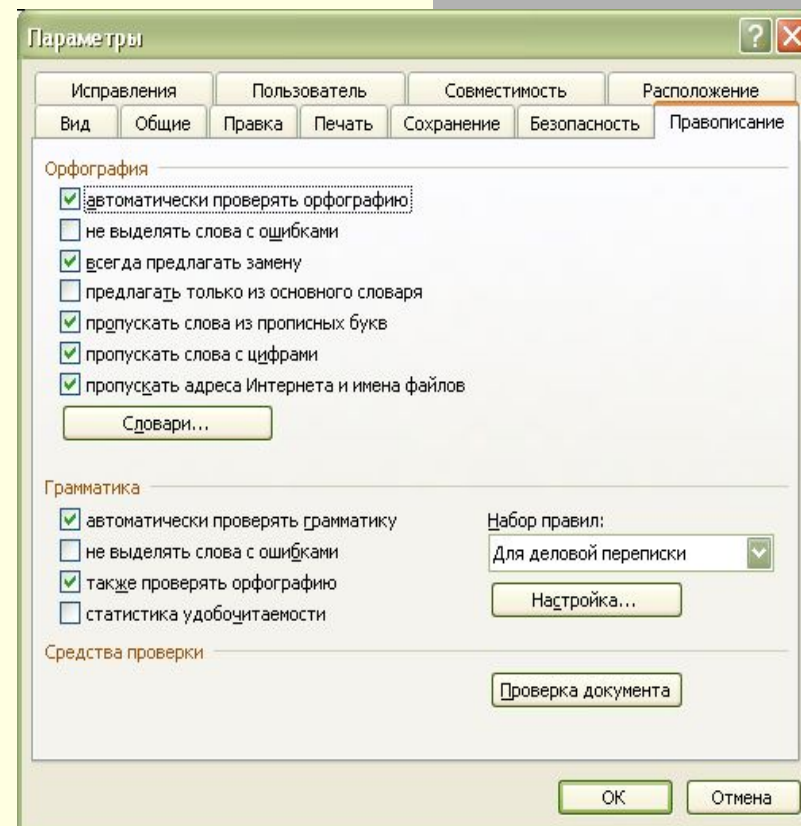 Параметры
Исправления Пользователь Совместимость Расположение
Вид Общие Правка Печать Сохранение Безопасность Правописание
Орфография
автоматически проверять орфографию
не выделять слова с ошибками
всегда предлагать замену
предлагать только из основного словаря
пропускать слова из прописных букв
пропускать слова с цифрами
пропускать адреса Интернета и имена файлов
Словари...
Грамматика
автоматически проверять грамматику Набор правил:
не выделять слова с ошибками Для деловой переписки
также проверять орфографию
Настройка...
статистика удобочитаемости
Средства проверки
Проверка документа
ОК Отмена